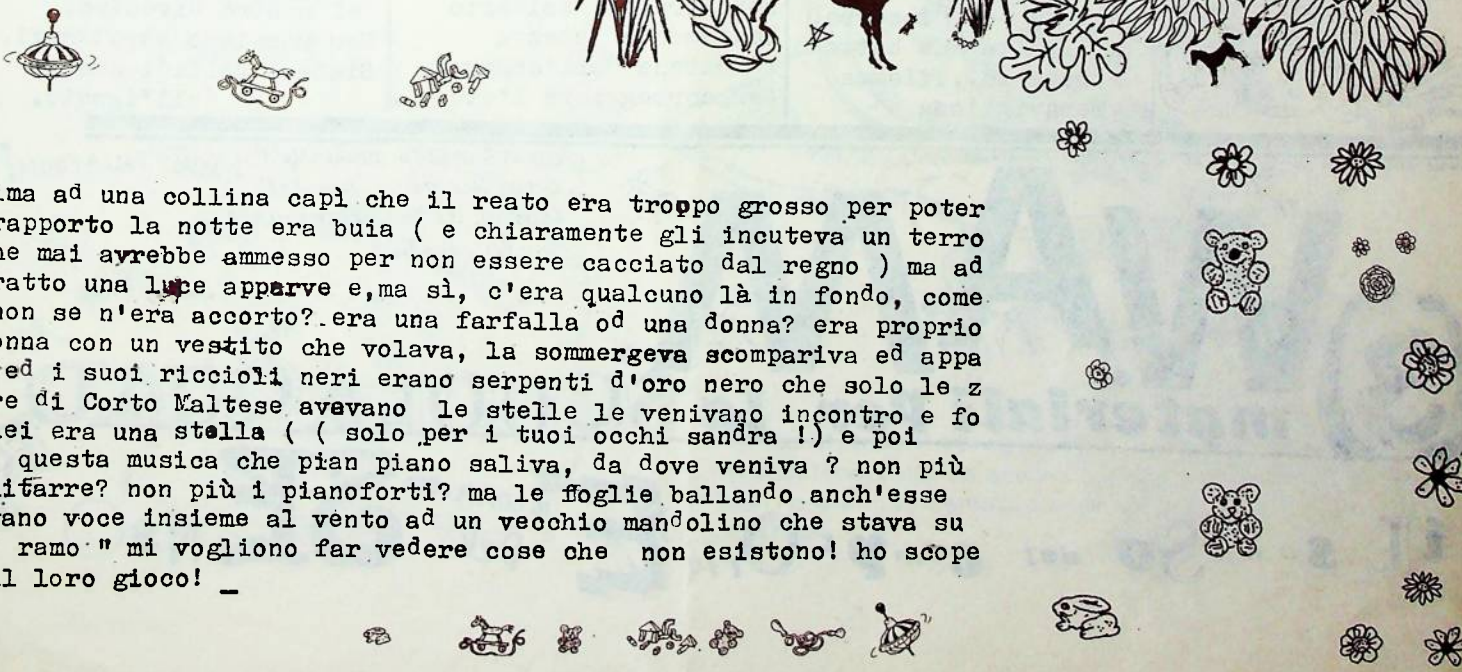 .ma ad una collina capì che il reato era troppo grosso per poter
rapporto la notte era buia ( e chiaramente gli incuteva un terro
he mai avrebbe ammesso per non essere cacciato dal regno ) ma ad
ratto una luce apparve e,ma sì, c'era qualcuno là in fondo, come
non se n'era accorto?.era una farfalla od una donna? era proprio
onna con un vestito che volava, la sommergeva scompariva ed appa
ed i suoi riccioli neri erano serpenti d'oro nero che solo le z
re di Corto Maltese avevano le stelle le venivano incontro e fo
lei era una stella ( ( solo per i tuoi occhi sandra !) e poi
questa musica che pian piano saliva, da dove veniva ? non più
itarre? non più i pianoforti? ma le ffoglie ballando anch'esse
vano voce insieme al vento ad un vecchio mandolino che stava su
ramo " mi vogliono far vedere cose che non esistono! ho scope
l loro gioco! _